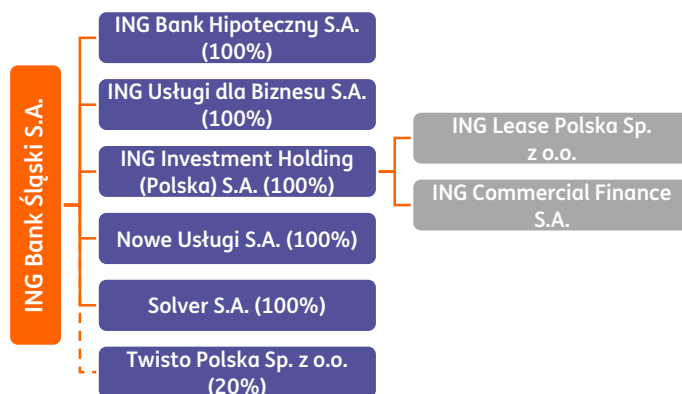 ING Bank Śląski S.A.
ING Bank Hipoteczny S.A.
(100%)
ING Usługi dla Biznesu S.A.
(100%)
ING Investment Holding
(Polska) S.A. (100%)
Nowe Usługi S.A. (100%)
Solver S.A. (100%)
Twisto Polska Sp. z o.o.
(20%)
ING Lease Polska Sp.
z o.o.
ING Commercial Finance
S.A.